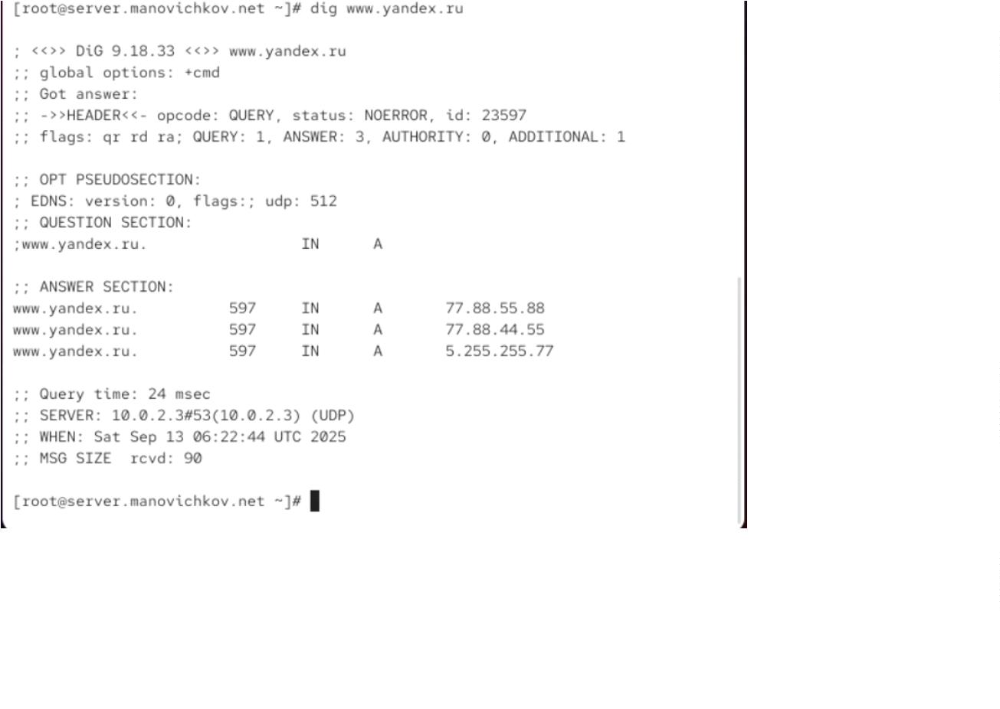 [root@server.manovichkov.net ~]# dig www.yandex.ru
; <<>> DiG 9.18.33 <<>> www.yandex.ru
;; global options: +cmd
;; Got answer:
;; ->>HEADER<<- opcode: QUERY, status: NOERROR, id: 23597
;; flags: qr rd ra; QUERY: 1, ANSWER: 3, AUTHORITY: 0, ADDITIONAL: 1
;; OPT PSEUDOSECTION:
; EDNS: version: 0, flags:; udp: 512
;; QUESTION SECTION:
;www.yandex.ru. IN A
;; ANSWER SECTION:
www.yandex.ru. 597 IN A 77.88.55.88
www.yandex.ru. 597 IN A 77.88.44.55
www.yandex.ru. 597 IN A 5.255.255.77
;; Query time: 24 msec
;; SERVER: 10.0.2.3#53(10.0.2.3) (UDP)
;; WHEN: Sat Sep 13 06:22:44 UTC 2025
;; MSG SIZE  rcvd: 90
[root@server.manovichkov.net ~]#